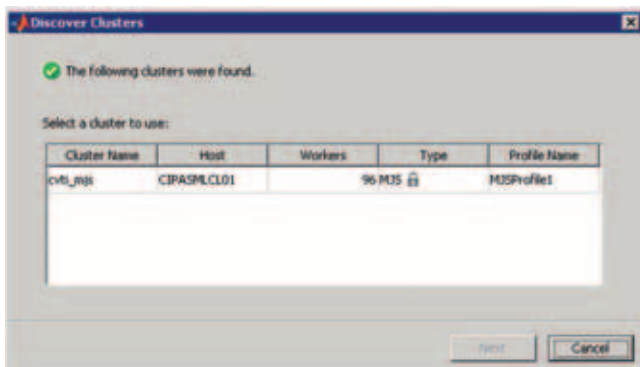 Discover Clusters
The following clusters were found.
Select a cluster to use:
Cluster Name Host Workers Type Profile Name
cvti_mjs CIPASMLCL01 96 MJS MJSProfile1
Next Cancel